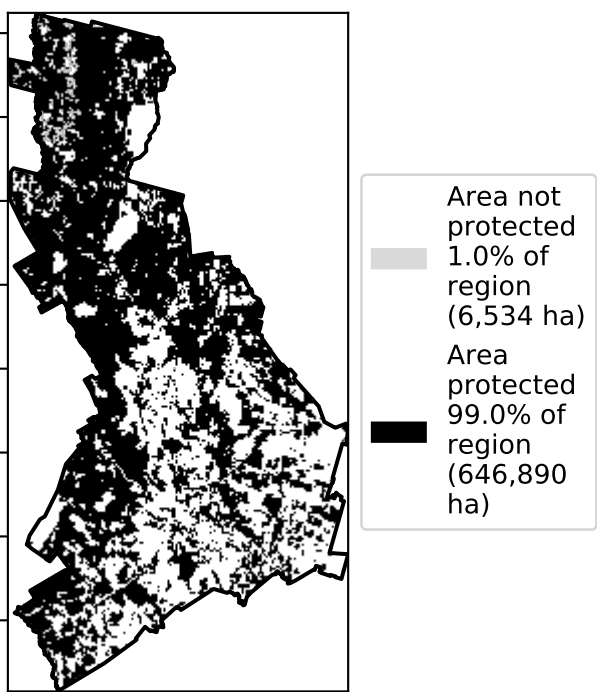 Area not
protected
1.0% of
region
(6,534 ha)
Area
protected
99.0% of
region
(646,890
ha)